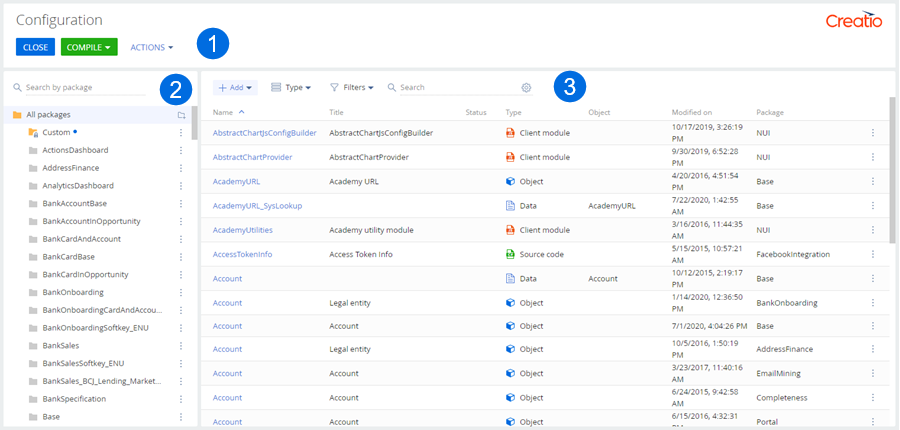 Configuration
Creatio
CLOSE COMPILE ACTIONS 1
Search by package 2
All packages
Custom
ActionsDashboard
AddressFinance
AnalyticsDashboard
BankAccountBase
BankAccountInOpportunity
BankCardAndAccount
BankCardBase
BankCardInOpportunity
BankOnboarding
BankOnboardingCardAndAccou...
BankOnboardingSoftkey_ENU
BankSales
BankSalesSoftkey_ENU
BankSales_BCJ_Lending_Market...
BankSpecification
Base
+ Add Type Filters Search 3
Name Title Status Type Object Modified on Package
AbstractChartJsConfigBuilder AbstractChartJsConfigBuilder Client module 10/17/2019, 3:26:19 PM NUI
AbstractChartProvider AbstractChartProvider Client module 9/30/2019, 6:52:28 PM NUI
AcademyURL Academy URL Object 4/20/2016, 4:51:54 PM Base
AcademyURL_SysLookup Data AcademyURL 7/22/2020, 1:42:55 AM Base
AcademyUtilities Academy utility module Client module 3/16/2016, 11:44:35 AM NUI
AccessTokenInfo Access Token Info Source code 5/15/2015, 10:57:21 AM FacebookIntegration
Account Data Account 10/12/2015, 2:19:17 PM Base
Account Legal entity Object 1/14/2020, 12:36:50 PM BankOnboarding
Account Account Object 7/1/2020, 4:04:26 PM Base
Account Legal entity Object 10/5/2016, 1:50:19 PM AddressFinance
Account Account Object 3/23/2017, 11:40:16 AM EmailMining
Account Account Object 6/24/2015, 9:42:58 AM Completeness
Account Account Object 6/15/2016, 4:32:31 Portal